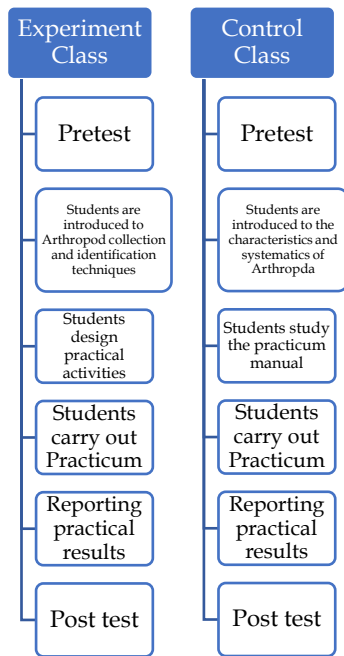 Experiment
Class
Pretest
Students are
introduced to
Arthropod collection
and identification
techniques
Students
design
practical
activities
Students
carry out
Practicum
Reporting
practical
results
Post test
Control
Class
Pretest
Students are
introduced to the
characteristics and
systematics of
Arthropda
Students study
the practicum
manual
Students
carry out
Practicum
Reporting
practical
results
Post test